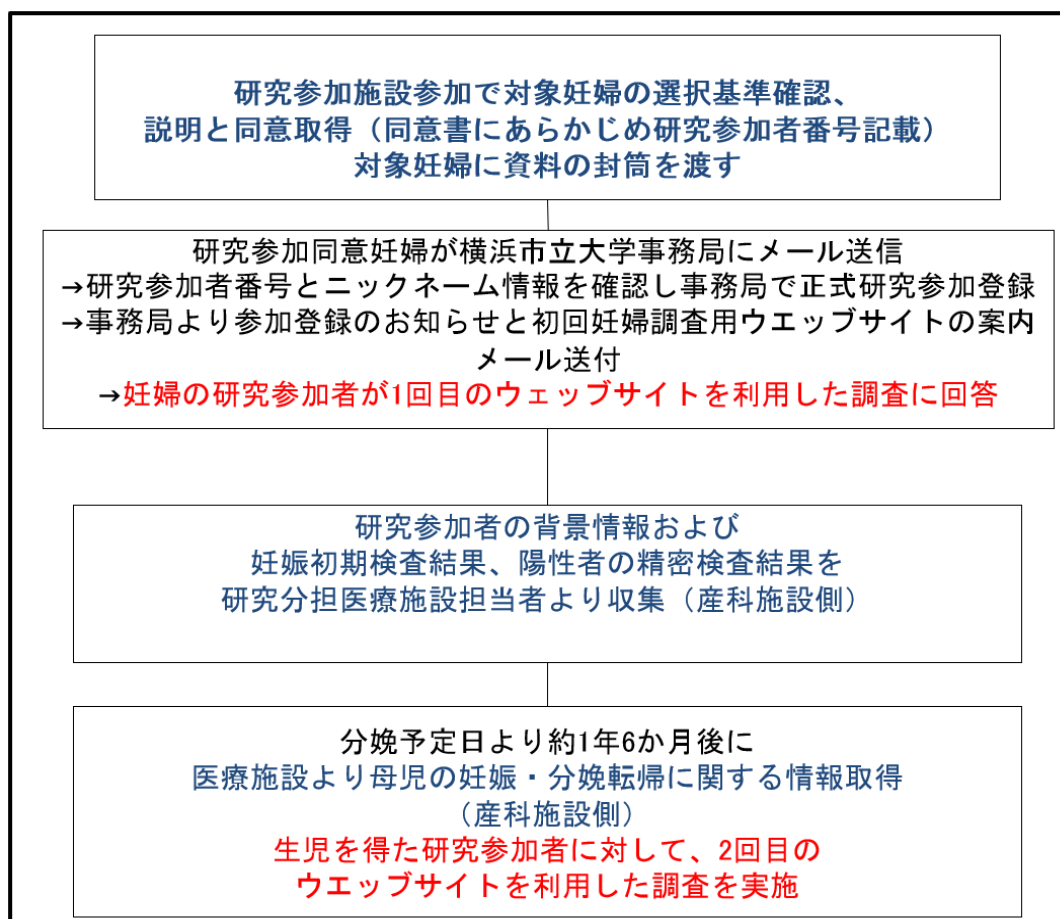 研究参加施設参加で対象妊婦の選択基準確認、
説明と同意取得（同意書にあらかじめ研究参加者番号記載）
対象妊婦に資料の封筒を渡す
研究参加同意妊婦が横浜市立大学事務局にメール送信
→研究参加者番号とニックネーム情報を確認し事務局で正式研究参加登録
→事務局より参加登録のお知らせと初回妊婦調査用ウエッブサイトの案内
メール送付
→妊婦の研究参加者が1回目のウェッブサイトを利用した調査に回答
研究参加者の背景情報および
妊娠初期検査結果、陽性者の精密検査結果を
研究分担医療施設担当者より収集（産科施設側）
分娩予定日より約1年6か月後に
医療施設より母児の妊娠・分娩転帰に関する情報取得
（産科施設側）
生児を得た研究参加者に対して、2回目の
ウエッブサイトを利用した調査を実施